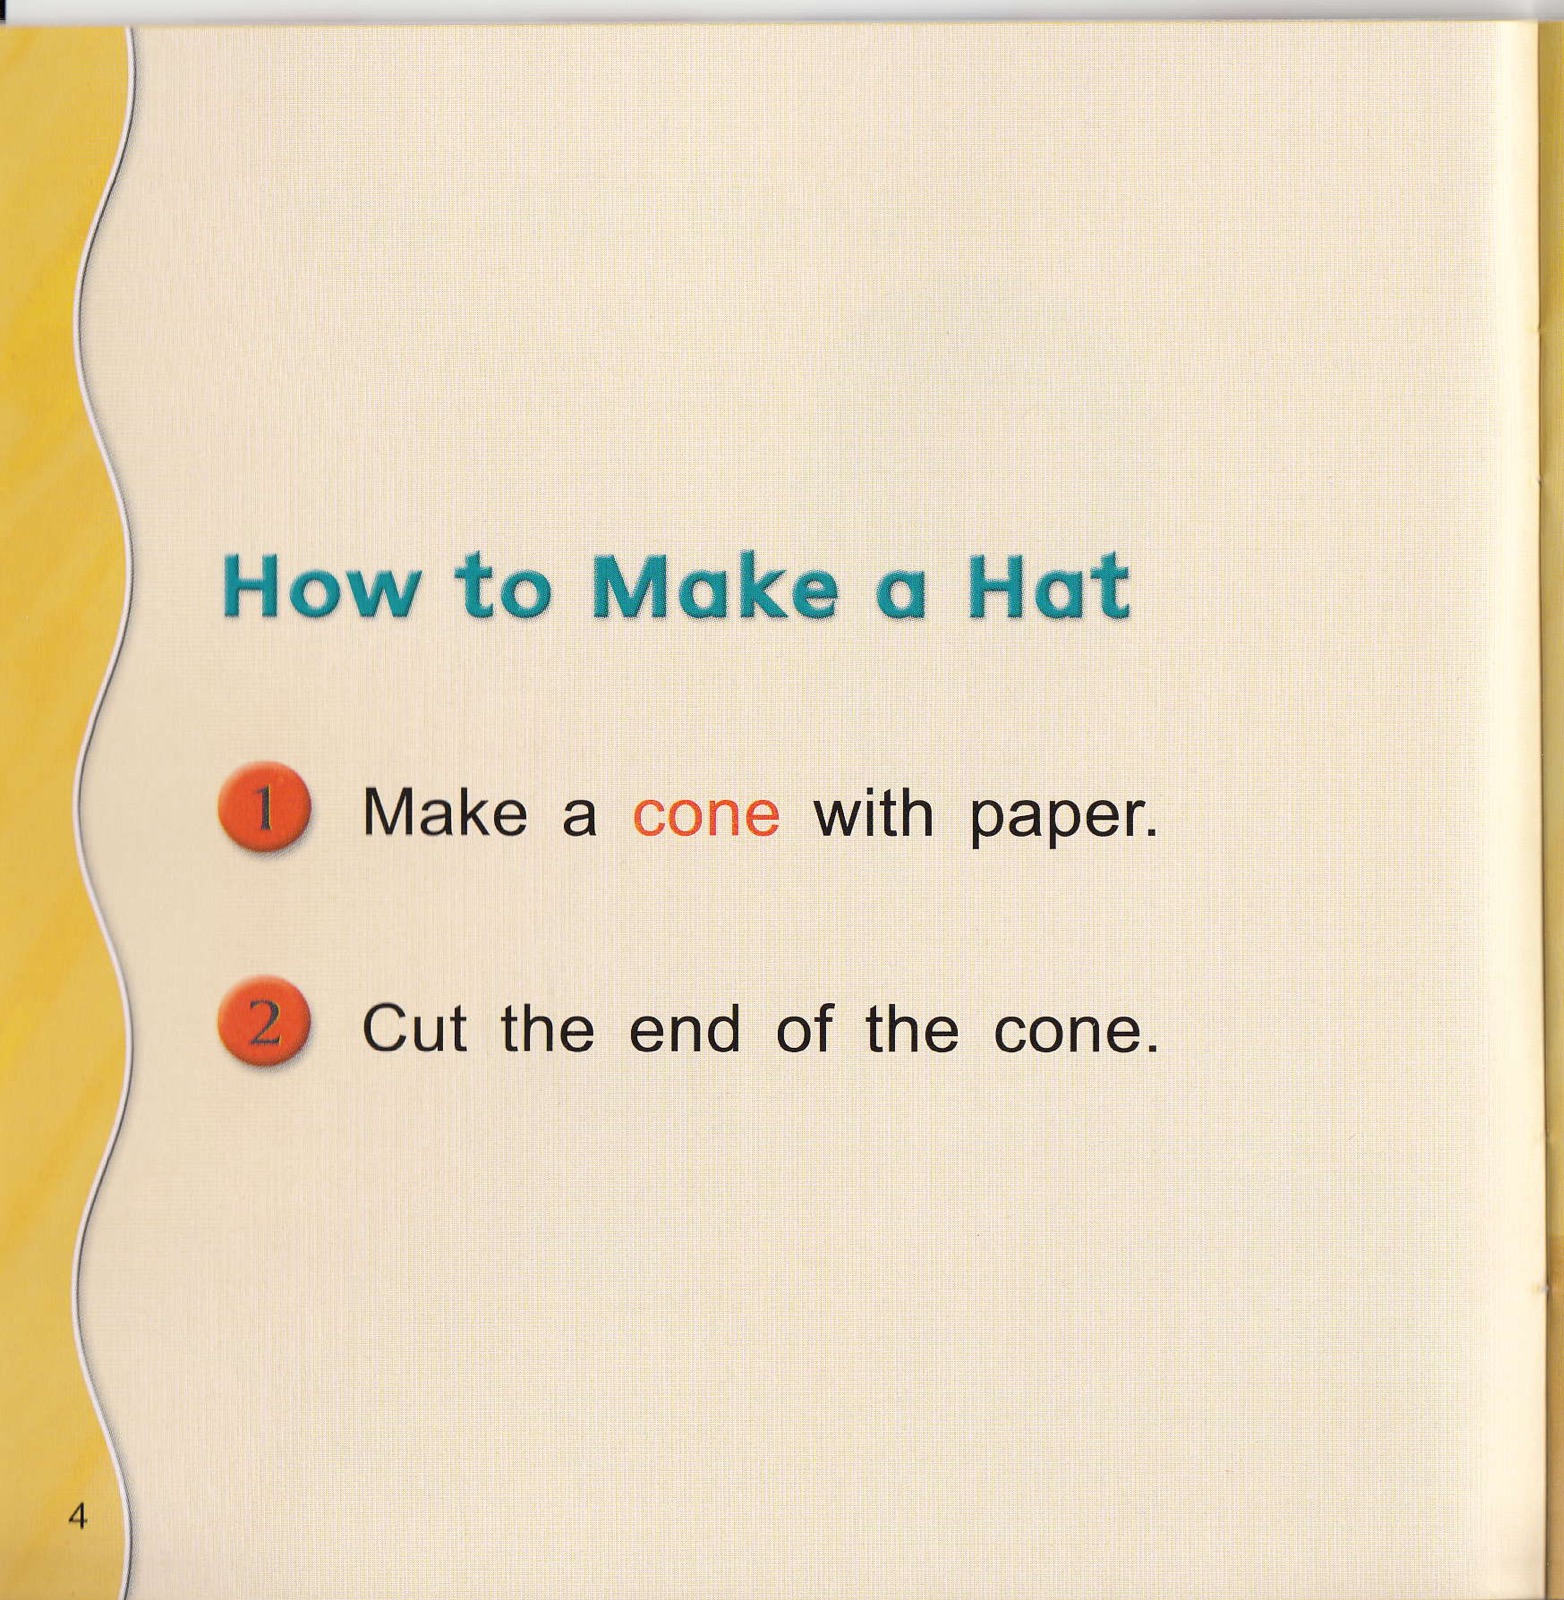 How to Make a Hat
1 Make a cone with paper.
2 Cut the end of the cone.
4